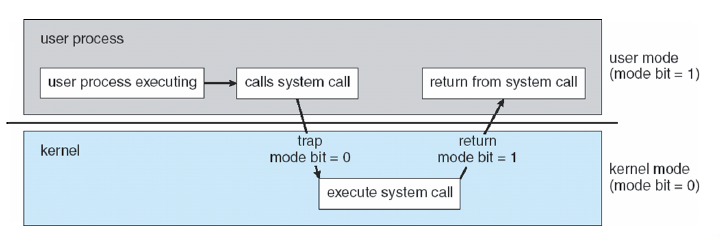 user process
user process executing
calls system call
return from system call
user mode
(mode bit = 1)
kernel
trap
mode bit = 0
return
mode bit = 1
execute system call
kernel mode
(mode bit = 0)